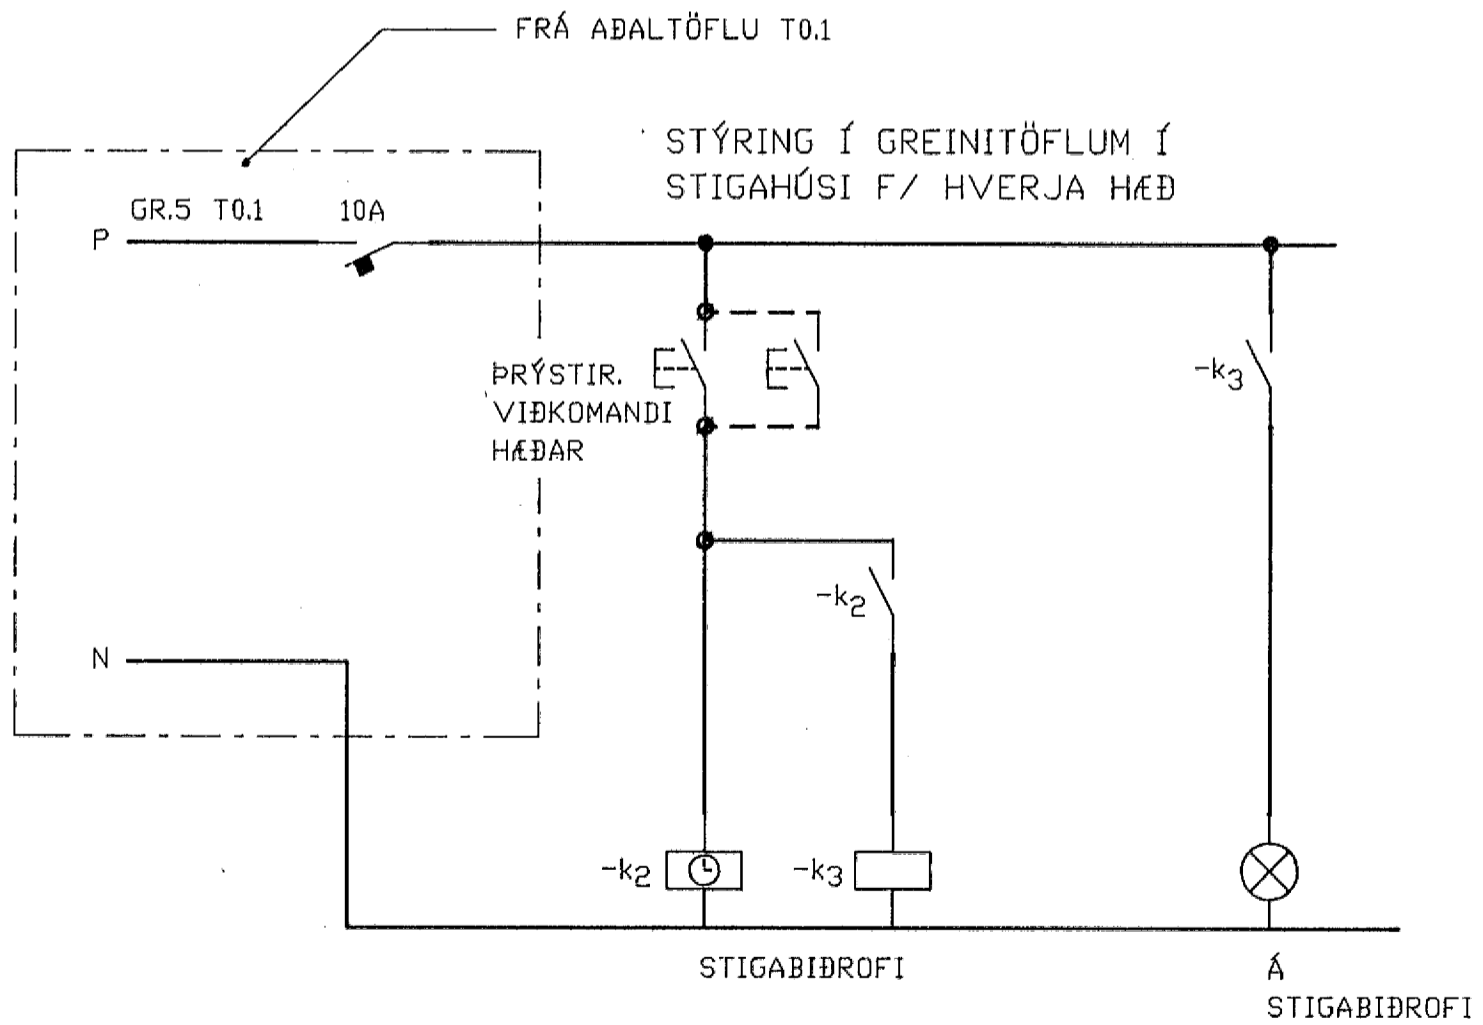 FRÁ AÐALTÖFLU T0.1
STÝRING Í GREINITÖFLUM Í
STIGAHÚSI F/ HVERJA HÆÐ
GR.5 T0.1 10A
P
ÞRÝSTIR.
VIÐKOMANDI
HÆÐAR
-k3
-k2
N
-k2
-k3
STIGABIÐROFI
Á
STIGABIÐROFI